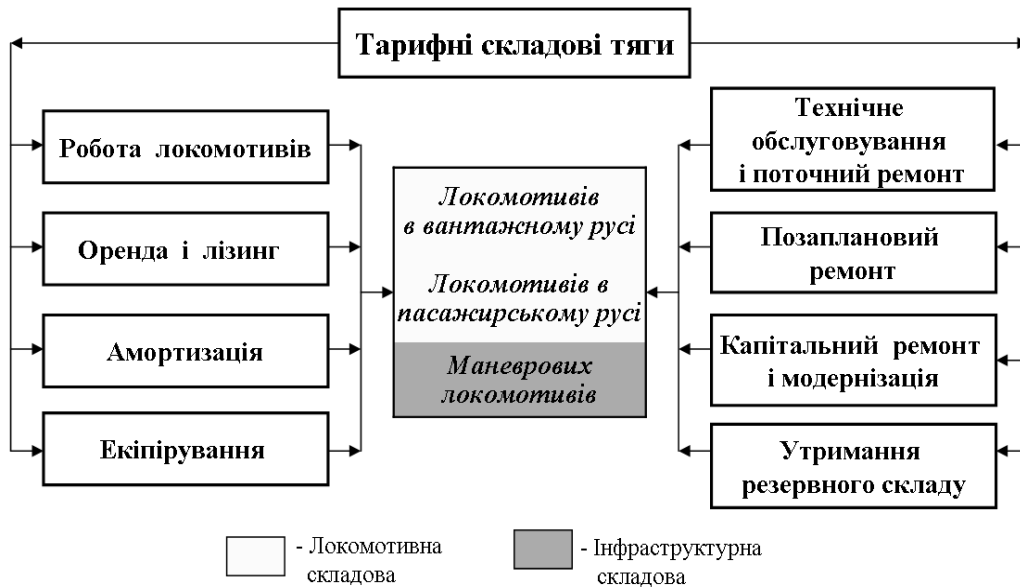 Тарифні складові тяги
Робота локомотивів
Оренда і лізинг
Амортизація
Екіпірування
Локомотивів
в вантажному русі
Локомотивів в
пасажирському русі
Маневрових
локомотивів
Технічне
обслуговування
і поточний ремонт
Позаплановий
ремонт
Капітальний ремонт
і модернізація
Утримання
резервного складу
- Локомотивна
складова
- Інфраструктурна
складова